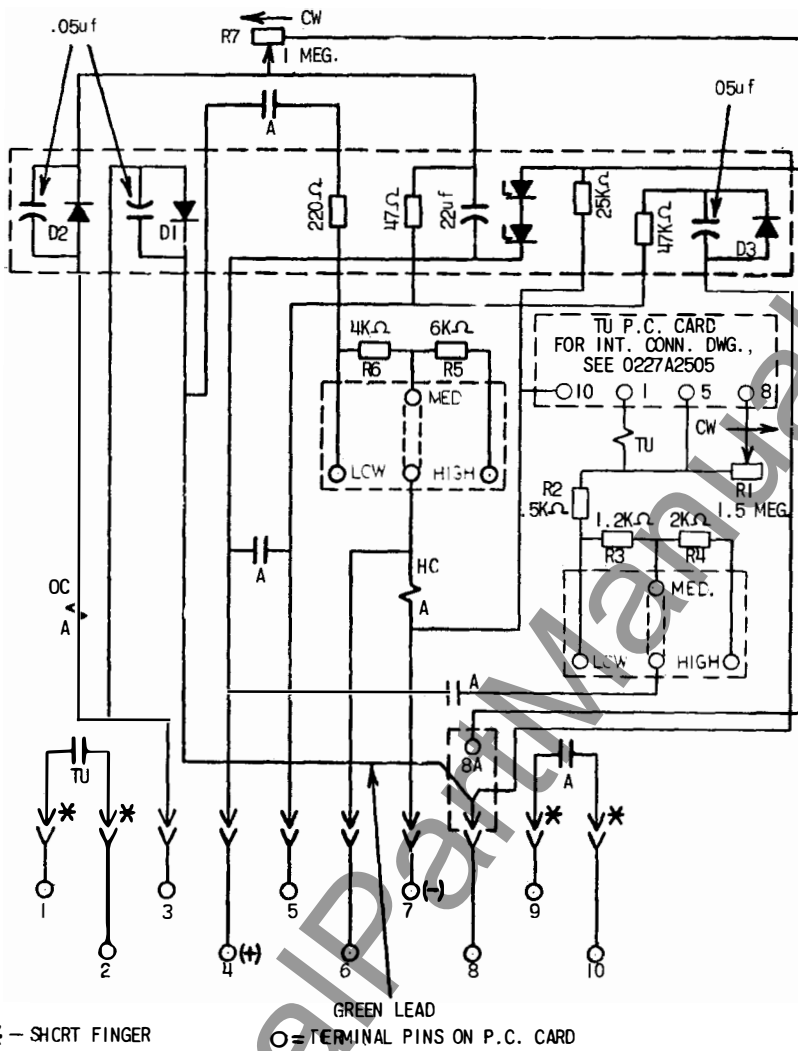 .05uf
CW
R7
1 MEG.
05uf
A
220Ω
47Ω
22uf
25KΩ
47KΩ
D2
D1
D3
L
L
4KΩ
6KΩ
R6
R5
TU P.C. CARD
FOR INT. CONN. DWG.,
SEE 0227A2505
10
1
5
8
MED
LOW
HIGH
TU
CW
R1
1.5 MEG
R2
.5KΩ
1.2KΩ
2KΩ
R3
R4
A
HC
A
OC
A
MED.
LOW
HIGH
A
8A
TU
A
*
*
*
*
1
3
5
7 (-)
9
2
4 (+)
6
8
10
GREEN LEAD
* - SHORT FINGER
O = TERMINAL PINS ON P.C. CARD
alPartManual